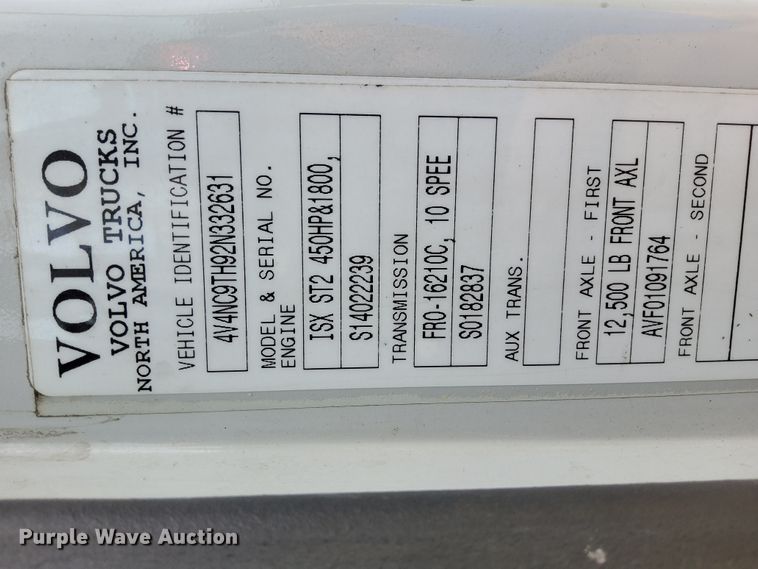 VOLVO
VOLVO TRUCKS
NORTH AMERICA, INC.
VEHICLE IDENTIFICATION #
4V4NC9TH92N332631
MODEL & SERIAL NO.
ENGINE
ISX ST2 450HP&1800,
S14022239
TRANSMISSION
FRO-16210C, 10 SPEE
S0182837
AUX TRANS.
FRONT AXLE - FIRST
12,500 LB FRONT AXL
AVF01091764
FRONT AXLE - SECOND
Purple Wave Auction